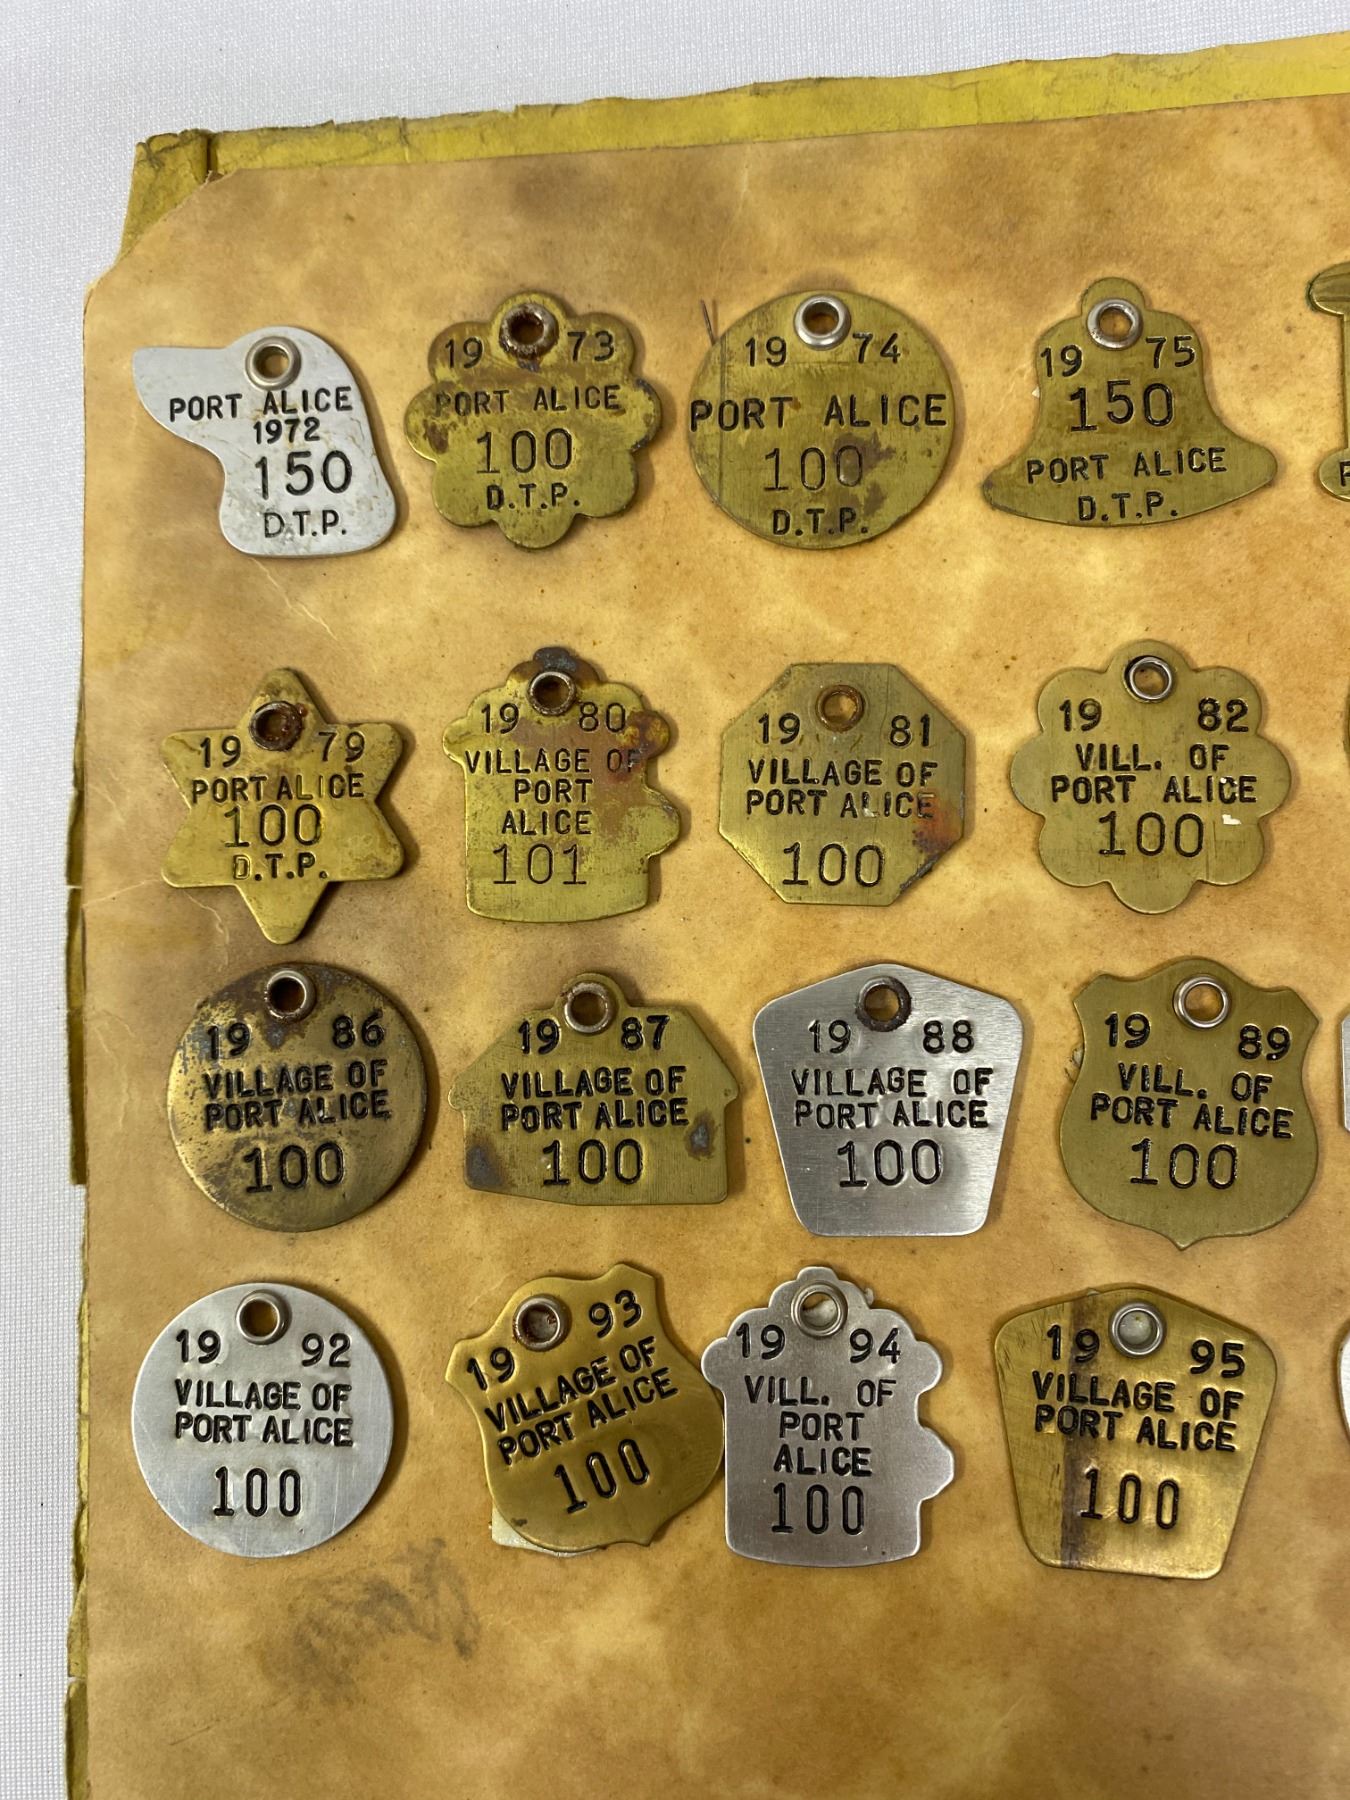 PORT ALICE
1972
150
D.T.P.
19 73
PORT ALICE
100
D.T.P.
19 74
PORT ALICE
100
D.T.P.
19 75
150
PORT ALICE
D.T.P.
P
19 79
PORT ALICE
100
D.T.P.
19 80
VILLAGE OF
PORT
ALICE
101
19 81
VILLAGE OF
PORT ALICE
100
19 82
VILL. OF
PORT ALICE
100
19 86
VILLAGE OF
PORT ALICE
100
19 87
VILLAGE OF
PORT ALICE
100
19 88
VILLAGE OF
PORT ALICE
100
19 89
VILL. OF
PORT ALICE
100
19 92
VILLAGE OF
PORT ALICE
100
19 93
VILLAGE OF
PORT ALICE
100
19 94
VILL. OF
PORT
ALICE
100
19 95
VILLAGE OF
PORT ALICE
100